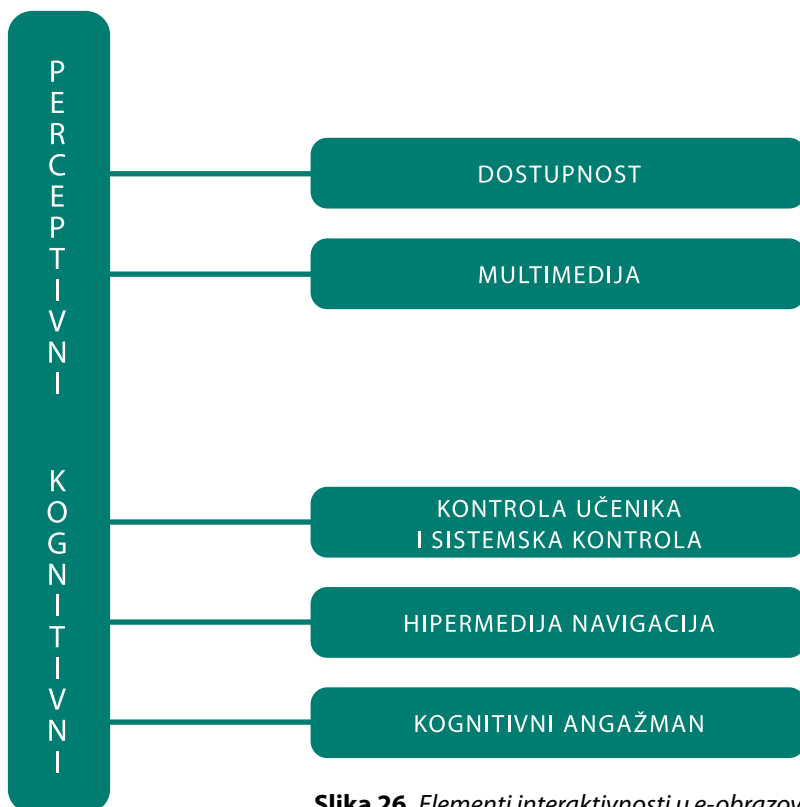 PERCEPTIVNI
DOSTUPNOST
MULTIMEDIJA
KOGNITIVNI
KONTROLA UČENIKA
I SISTEMSKA KONTROLA
HIPERMEDIJA NAVIGACIJA
KOGNITIVNI ANGAŽMAN
Slika 26. Elementi interaktivnosti u e-obrazov